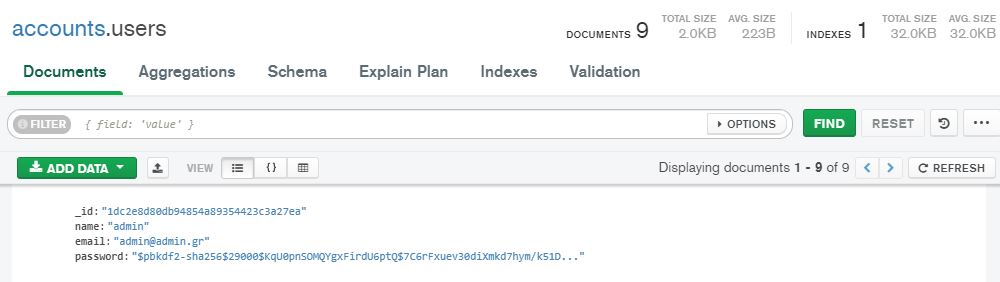 accounts.users
DOCUMENTS 9 TOTAL SIZE 2.0KB AVG. SIZE 223B INDEXES 1 TOTAL SIZE 32.0KB AVG. SIZE 32.0KB
Documents Aggregations Schema Explain Plan Indexes Validation
FILTER { field: 'value' } OPTIONS FIND RESET
ADD DATA VIEW {} Displaying documents 1 - 9 of 9 REFRESH
_id: "1dc2e8d80db94854a89354423c3a27ea"
name: "admin"
email: "admin@admin.gr"
password: "$pbkdf2-sha256$29000$KqU0pnSOMQYgxFirdU6ptQ$7C6rFxuev30diXmkd7hym/k51D..."